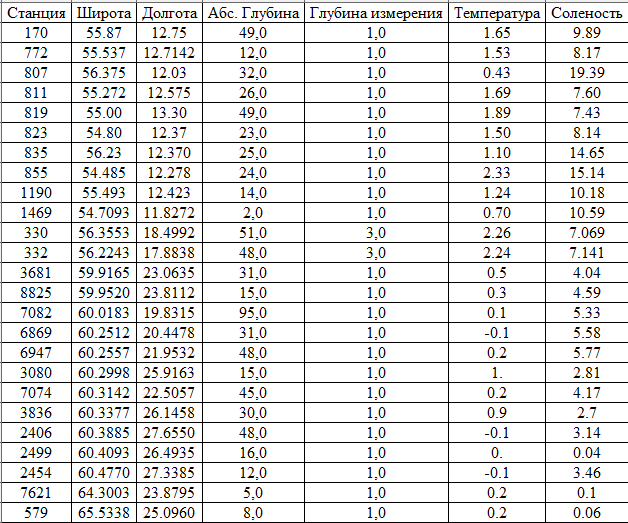 Станция Широта Долгота Абс. Глубина Глубина измерения Температура Соленость
170 55.87 12.75 49,0 1,0 1.65 9.89
772 55.537 12.7142 12,0 1,0 1.53 8.17
807 56.375 12.03 32,0 1,0 0.43 19.39
811 55.272 12.575 26,0 1,0 1.69 7.60
819 55.00 13.30 49,0 1,0 1.89 7.43
823 54.80 12.37 23,0 1,0 1.50 8.14
835 56.23 12.370 25,0 1,0 1.10 14.65
855 54.485 12.278 24,0 1,0 2.33 15.14
1190 55.493 12.423 14,0 1,0 1.24 10.18
1469 54.7093 11.8272 2,0 1,0 0.70 10.59
330 56.3553 18.4992 51,0 3,0 2.26 7.069
332 56.2243 17.8838 48,0 3,0 2.24 7.141
3681 59.9165 23.0635 31,0 1,0 0.5 4.04
8825 59.9520 23.8112 15,0 1,0 0.3 4.59
7082 60.0183 19.8315 95,0 1,0 0.1 5.33
6869 60.2512 20.4478 31,0 1,0 -0.1 5.58
6947 60.2557 21.9532 48,0 1,0 0.2 5.77
3080 60.2998 25.9163 15,0 1,0 1. 2.81
7074 60.3142 22.5057 45,0 1,0 0.2 4.17
3836 60.3377 26.1458 30,0 1,0 0.9 2.7
2406 60.3885 27.6550 48,0 1,0 -0.1 3.14
2499 60.4093 26.4935 16,0 1,0 0. 0.04
2454 60.4770 27.3385 12,0 1,0 -0.1 3.46
7621 64.3003 23.8795 5,0 1,0 0.2 0.1
579 65.5338 25.0960 8,0 1,0 0.2 0.06